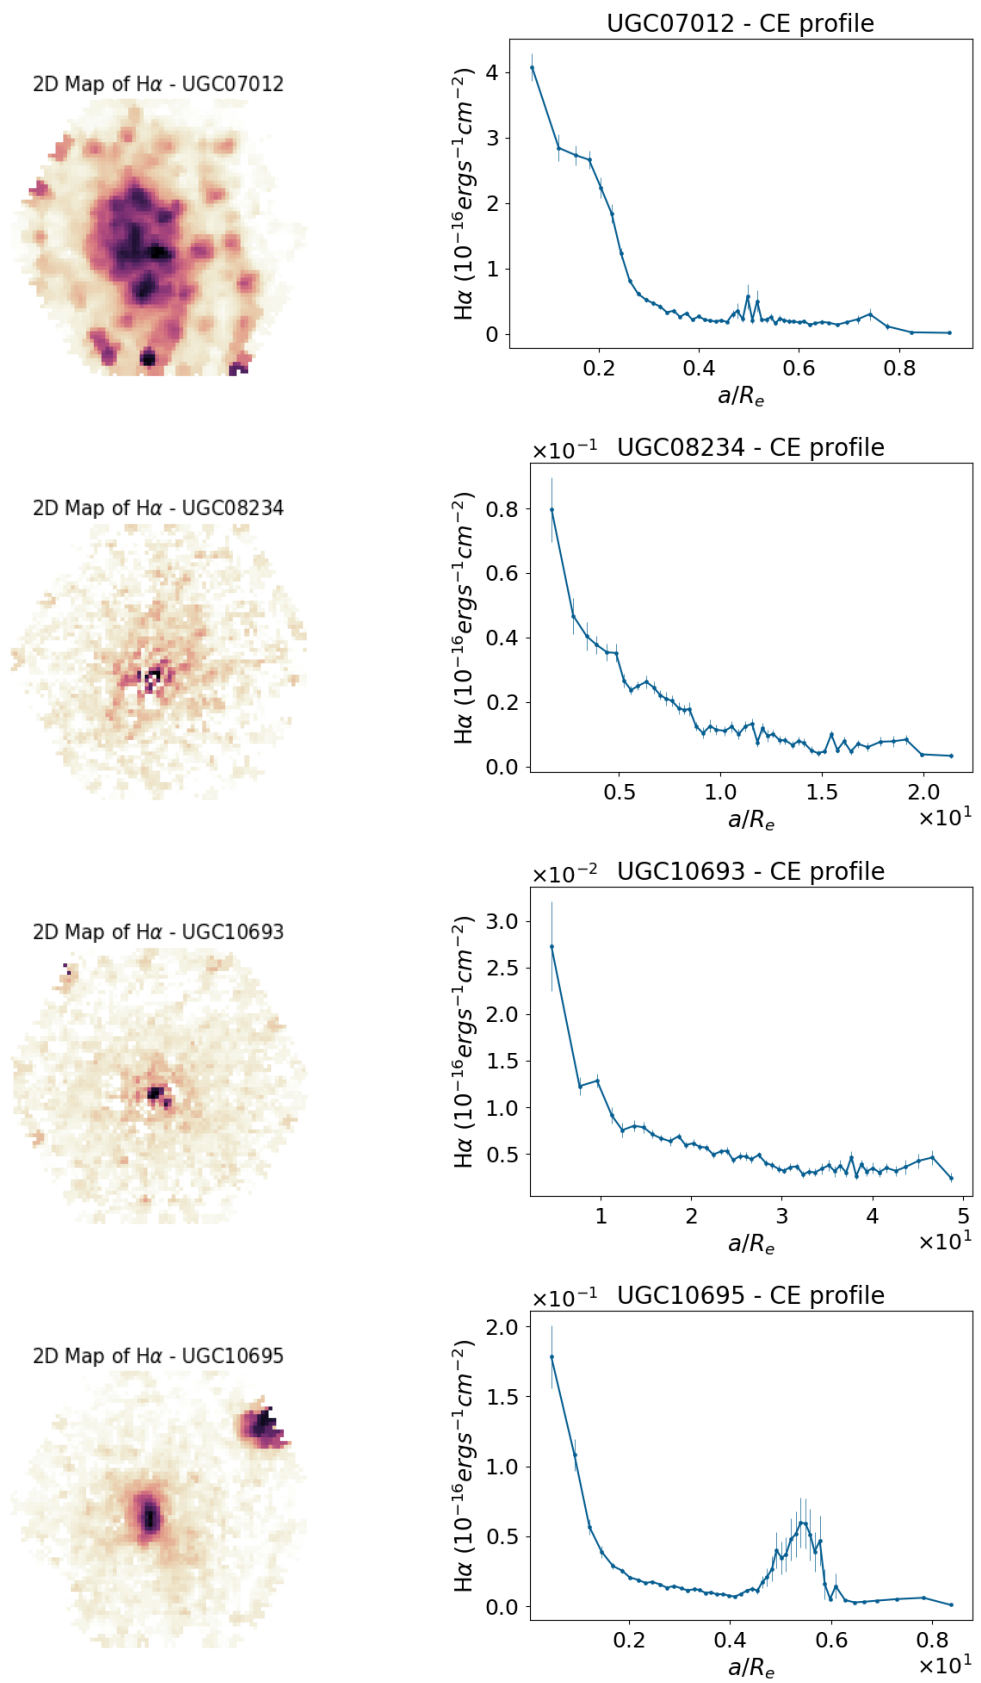 UGC07012 - CE profile
2D Map of Hα - UGC07012
Hα (10⁻¹⁶ergs⁻¹cm⁻²)
4
3
2
1
0
0.2 0.4 0.6 0.8
a/Rₑ
×10⁻¹ UGC08234 - CE profile
2D Map of Hα - UGC08234
Hα (10⁻¹⁶ergs⁻¹cm⁻²)
0.8
0.6
0.4
0.2
0.0
0.5 1.0 1.5 2.0
a/Rₑ ×10¹
×10⁻² UGC10693 - CE profile
2D Map of Hα - UGC10693
Hα (10⁻¹⁶ergs⁻¹cm⁻²)
3.0
2.5
2.0
1.5
1.0
0.5
1 2 3 4 5
a/Rₑ ×10¹
×10⁻¹ UGC10695 - CE profile
2D Map of Hα - UGC10695
Hα (10⁻¹⁶ergs⁻¹cm⁻²)
2.0
1.5
1.0
0.5
0.0
0.2 0.4 0.6 0.8
a/Rₑ ×10¹